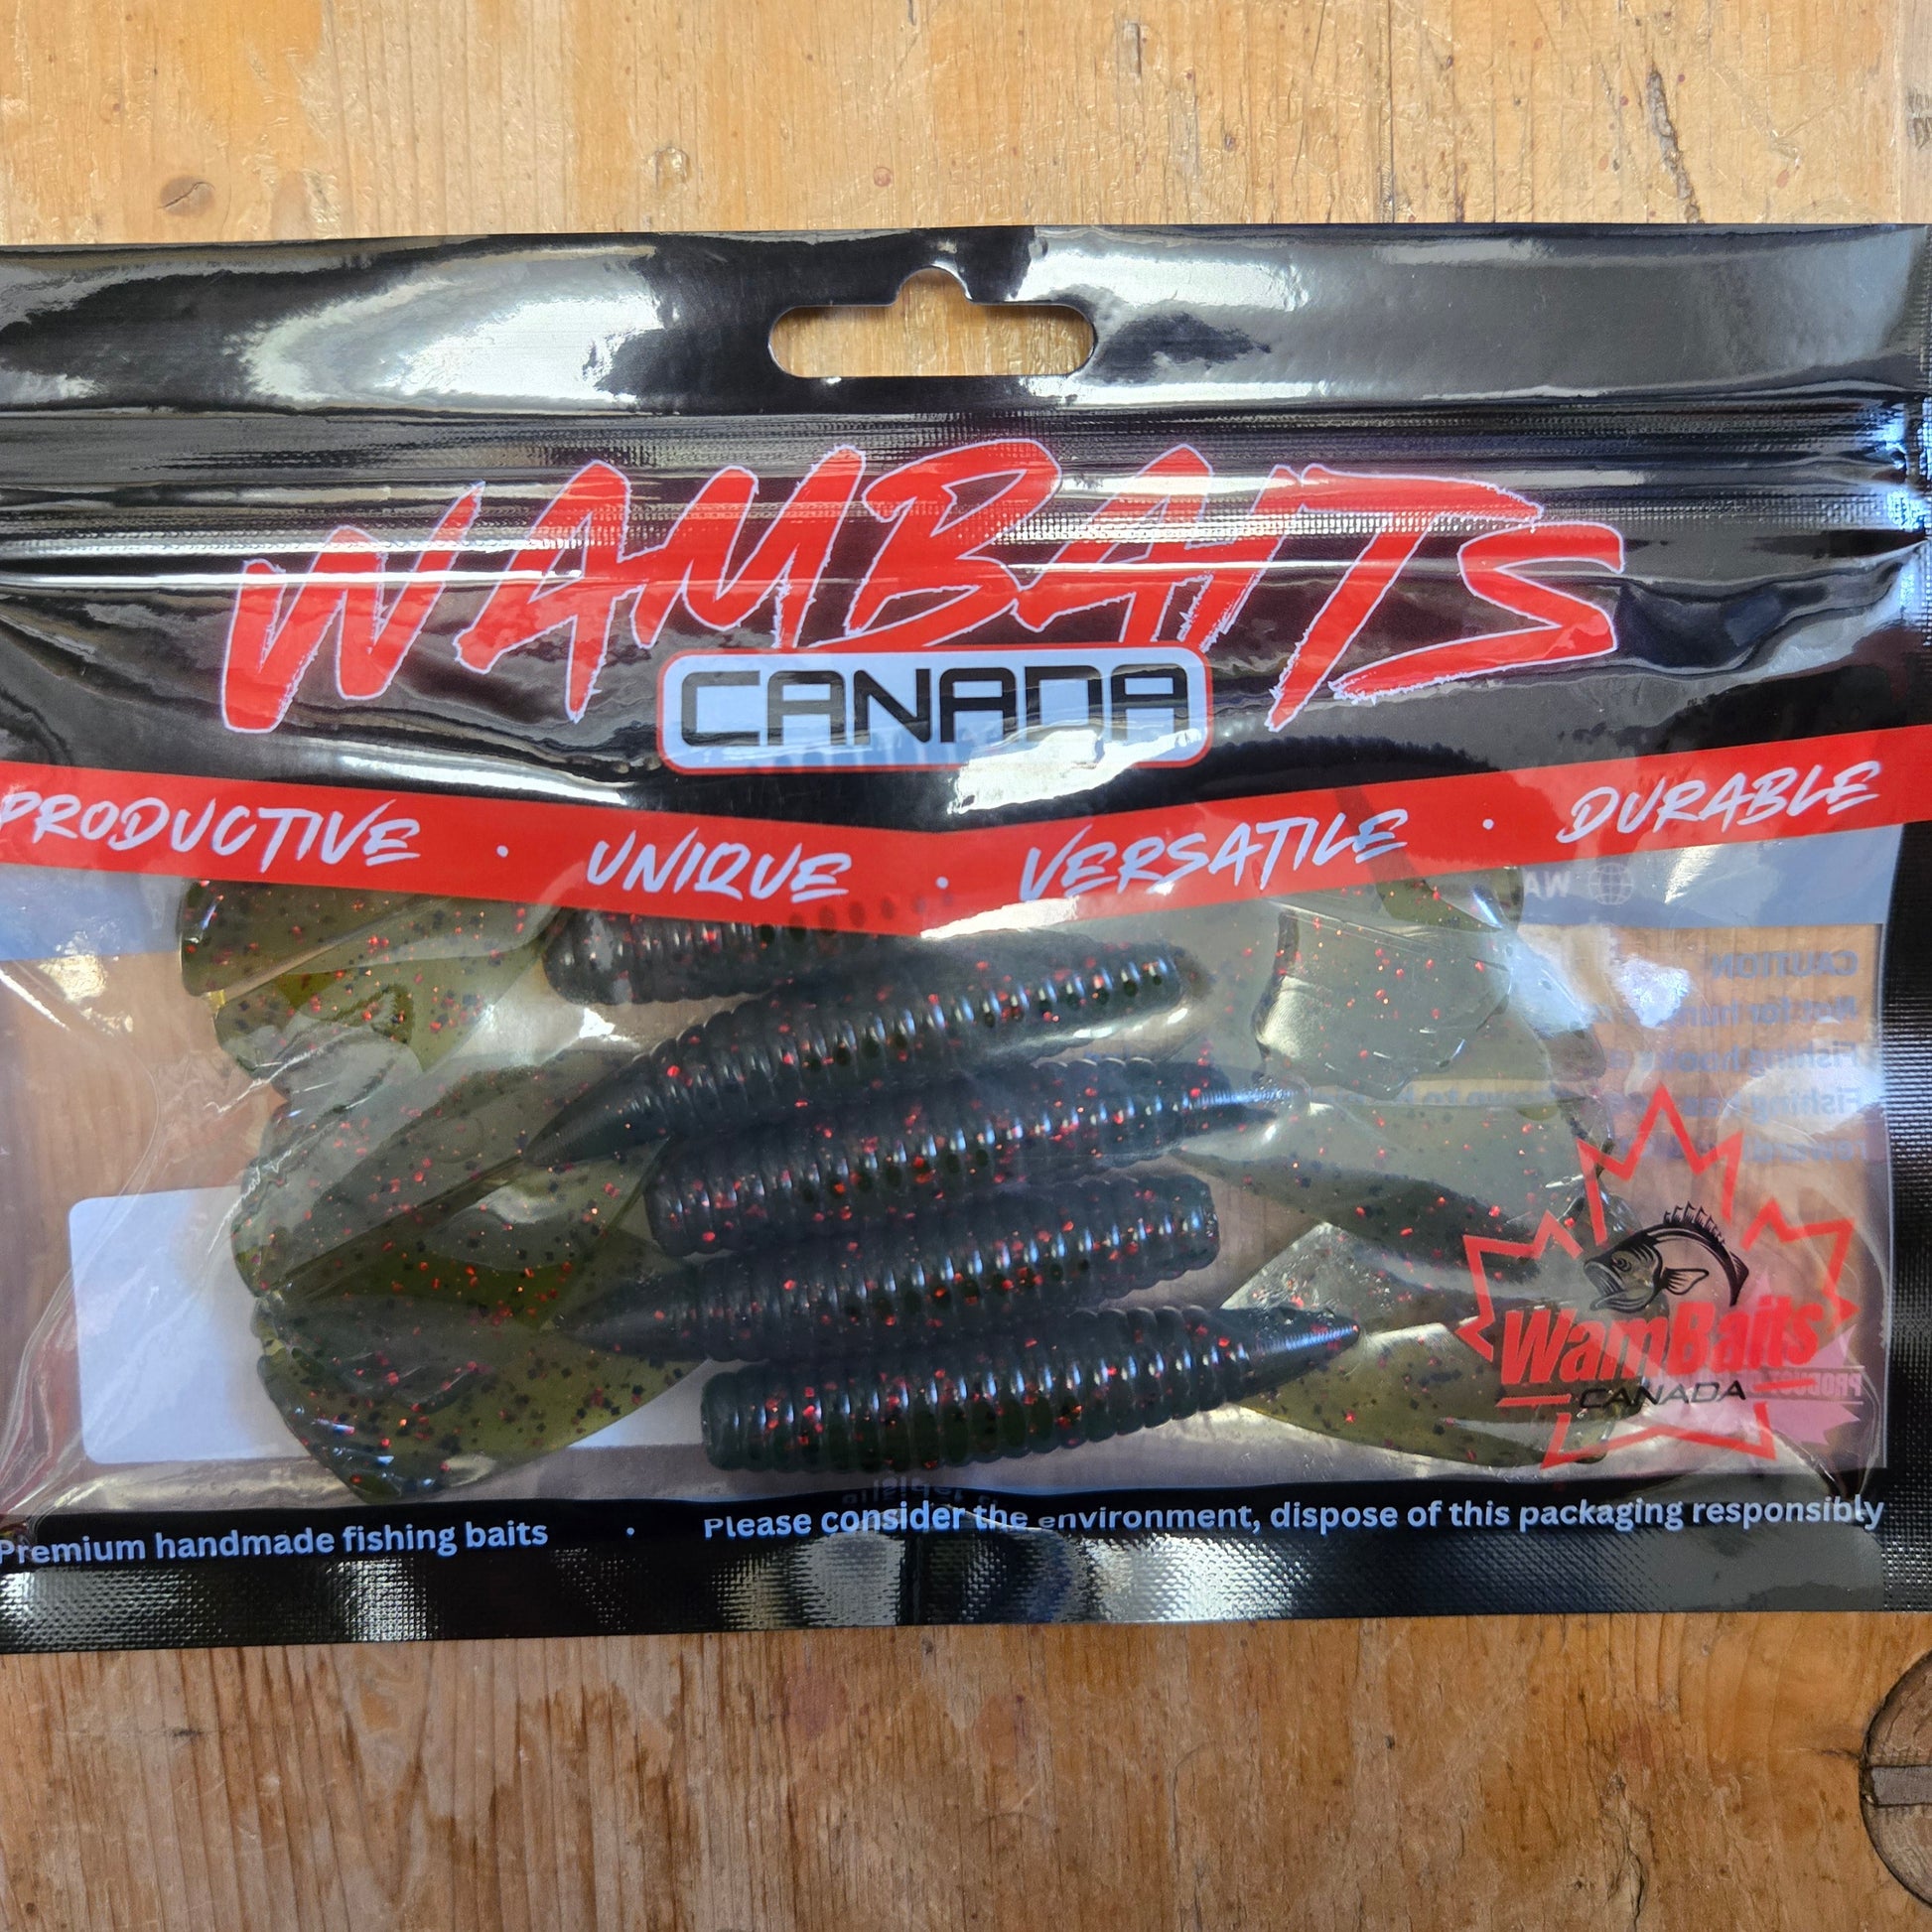 WAMBAITS
CANADA
PRODUCTIVE • UNIQUE • VERSATILE • DURABLE
WA
CAUTION
WamBaits
CANADA
Premium handmade fishing baits • Please consider the environment, dispose of this packaging responsibly